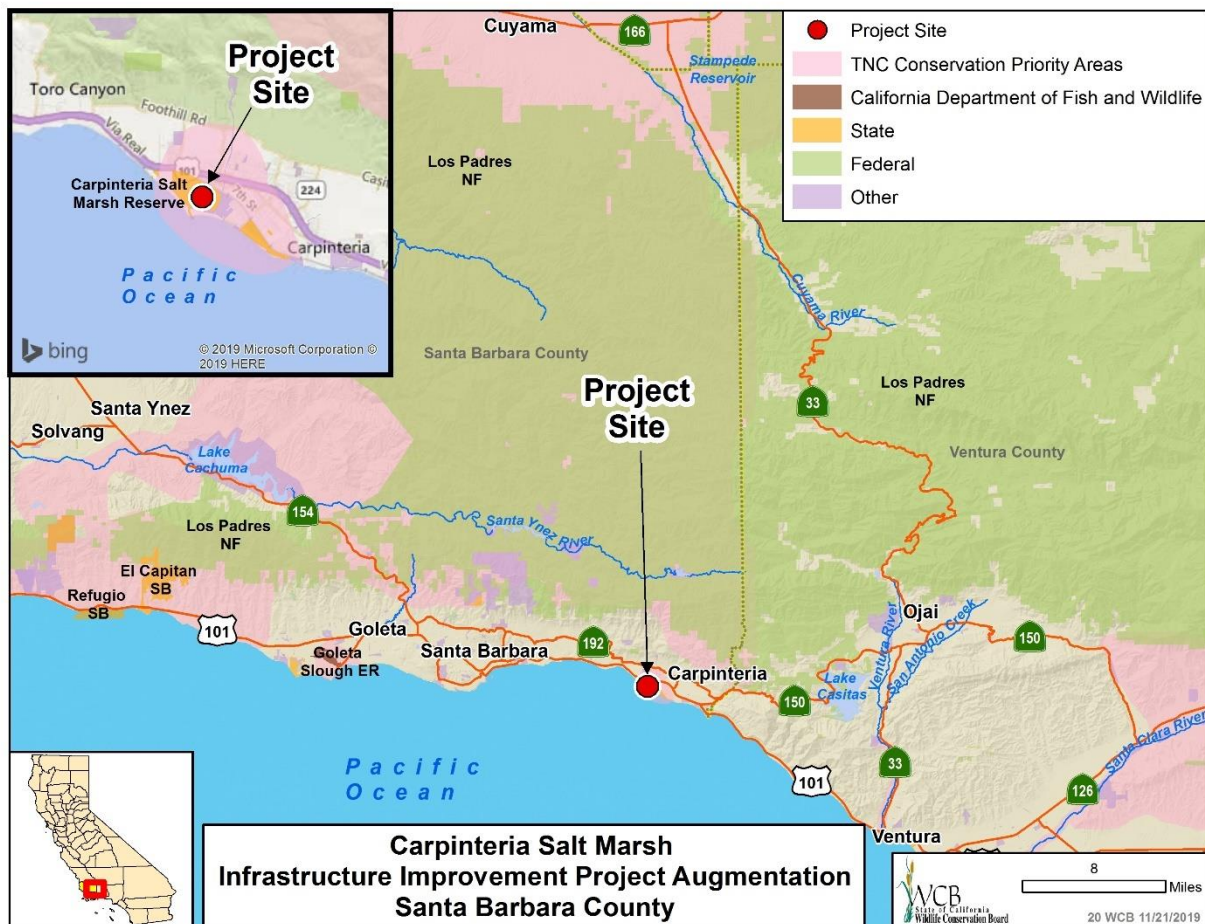 Project
Site
Toro Canyon
Foothill Rd
Via Real
101
Carpinteria Salt
Marsh Reserve
7th St
224
Carpinteria
Pacific
Ocean
bing
© 2019 Microsoft Corporation ©
2019 HERE
Project Site
TNC Conservation Priority Areas
California Department of Fish and Wildlife
State
Federal
Other
Cuyama
166
Stampede
Reservoir
Los Padres
NF
Santa Barbara County
Cuyama River
33
Los Padres
NF
Ventura County
Project
Site
Santa Ynez
Solvang
Lake
Cachuma
154
Los Padres
NF
Santa Ynez River
El Capitan
SB
Refugio
SB
101
Goleta
Goleta
Slough ER
Santa Barbara
192
Carpinteria
150
Lake
Casitas
Ventura River
Ojai
San Antonio Creek
150
Santa Clara River
33
101
126
Ventura
Pacific
Ocean
Carpinteria Salt Marsh
Infrastructure Improvement Project Augmentation
Santa Barbara County
WCB
State of California
Wildlife Conservation Board
8
Miles
20 WCB 11/21/2019